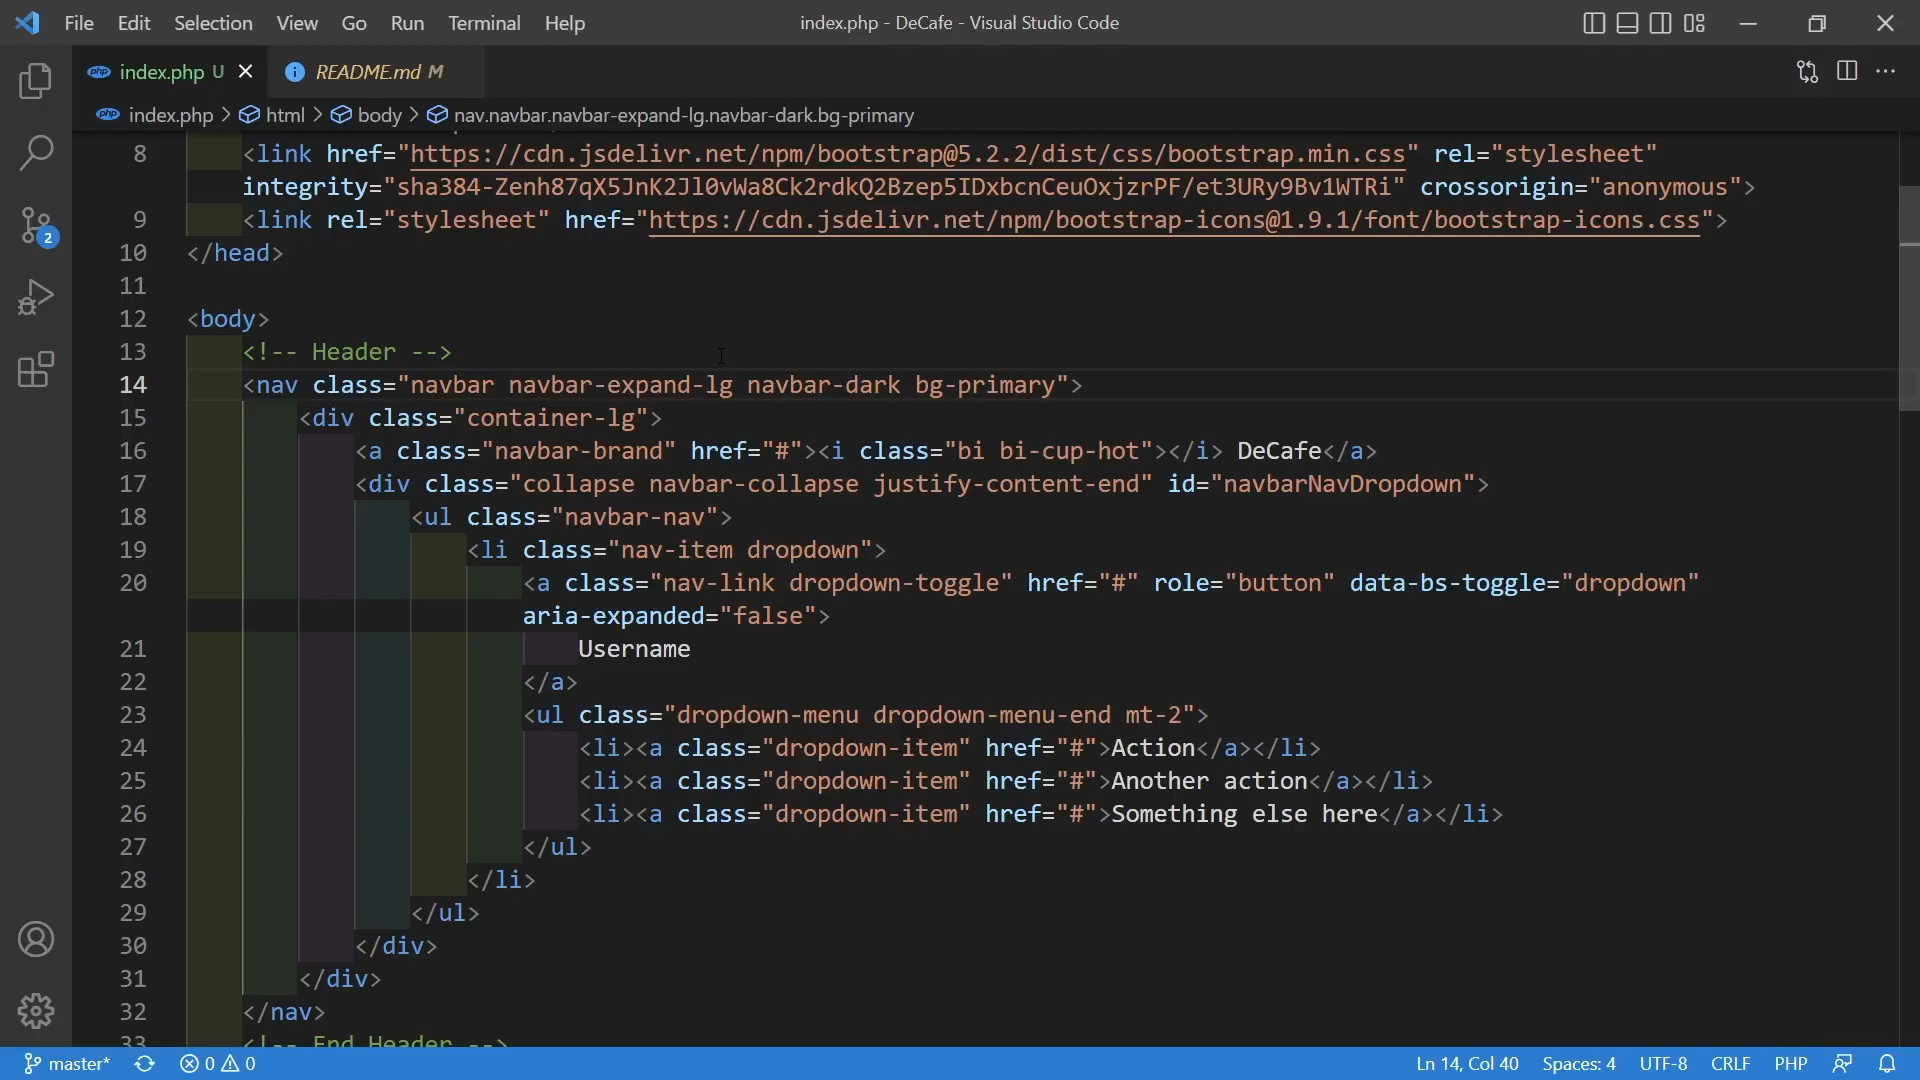 File Edit Selection View Go Run Terminal Help index.php - DeCafe - Visual Studio Code
index.php U README.md M
index.php > html > body > nav.navbar.navbar-expand-lg.navbar-dark.bg-primary
8 <link href="https://cdn.jsdelivr.net/npm/bootstrap@5.2.2/dist/css/bootstrap.min.css" rel="stylesheet"
integrity="sha384-Zenh87qX5JnK2Jl0vWa8Ck2rdkQ2Bzep5IDxbcnCeuOxjzrPF/et3URy9Bv1WTRi" crossorigin="anonymous">
9 <link rel="stylesheet" href="https://cdn.jsdelivr.net/npm/bootstrap-icons@1.9.1/font/bootstrap-icons.css">
10 </head>
11
12 <body>
13 <!-- Header -->
14 <nav class="navbar navbar-expand-lg navbar-dark bg-primary">
15 <div class="container-lg">
16 <a class="navbar-brand" href="#"><i class="bi bi-cup-hot"></i> DeCafe</a>
17 <div class="collapse navbar-collapse justify-content-end" id="navbarNavDropdown">
18 <ul class="navbar-nav">
19 <li class="nav-item dropdown">
20 <a class="nav-link dropdown-toggle" href="#" role="button" data-bs-toggle="dropdown"
aria-expanded="false">
21 Username
22 </a>
23 <ul class="dropdown-menu dropdown-menu-end mt-2">
24 <li><a class="dropdown-item" href="#">Action</a></li>
25 <li><a class="dropdown-item" href="#">Another action</a></li>
26 <li><a class="dropdown-item" href="#">Something else here</a></li>
27 </ul>
28 </li>
29 </ul>
30 </div>
31 </div>
32 </nav>
33 <!-- End Header -->
2
master* 0 0 Ln 14, Col 40 Spaces: 4 UTF-8 CRLF PHP